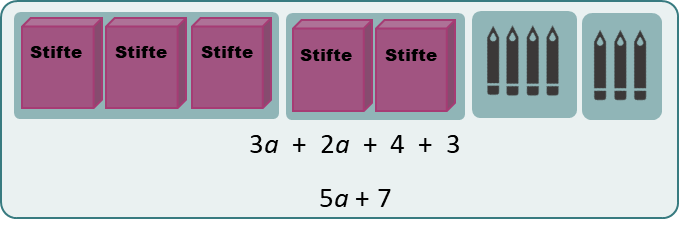 Stifte Stifte Stifte Stifte Stifte
3a + 2a + 4 + 3
5a + 7